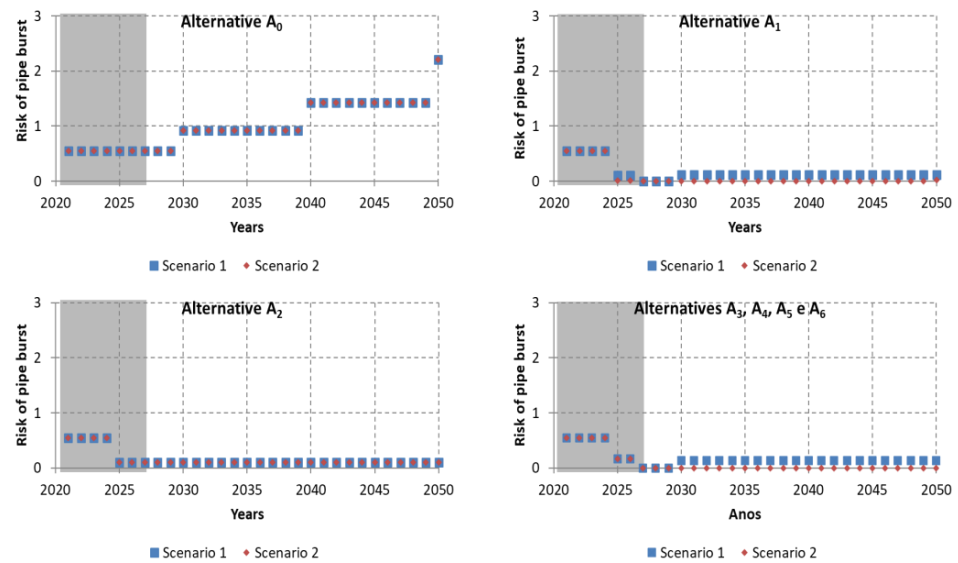 Alternative A₀
Risk of pipe burst
3
2
1
0
2020 2025 2030 2035 2040 2045 2050
Years
Scenario 1 Scenario 2
Alternative A₁
Risk of pipe burst
3
2
1
0
2020 2025 2030 2035 2040 2045 2050
Years
Scenario 1 Scenario 2
Alternative A₂
Risk of pipe burst
3
2
1
0
2020 2025 2030 2035 2040 2045 2050
Years
Scenario 1 Scenario 2
Alternatives A₃, A₄, A₅ e A₆
Risk of pipe burst
3
2
1
0
2020 2025 2030 2035 2040 2045 2050
Anos
Scenario 1 Scenario 2